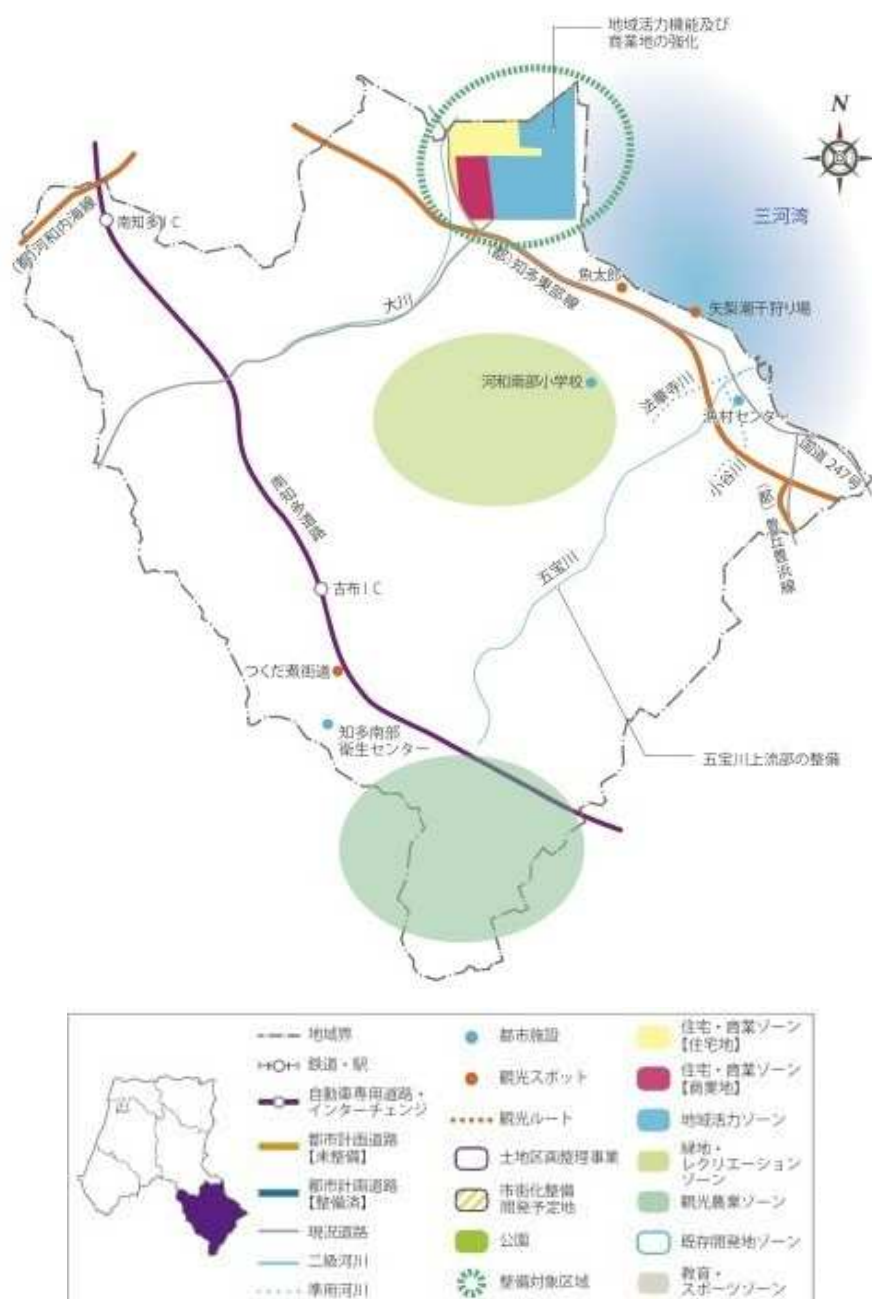 地域活力機能及び
商業地の強化
N
三河湾
南知多IC
(都)河和内海線
大川
(都)知多東部線
魚太郎
矢梨潮干狩り場
河和南部小学校
法華寺川
漁村センター
小谷川
国道247号
南知多道路
五宝川
古布IC
つくだ煮街道
知多南部
衛生センター
五宝川上流部の整備
地域界
鉄道・駅
自動車専用道路・
インターチェンジ
都市計画道路
【未整備】
都市計画道路
【整備済】
現況道路
二級河川
準用河川
都市施設
観光スポット
観光ルート
土地区画整理事業
市街化整備
開発予定地
公園
整備対象区域
住宅・商業ゾーン
【住宅地】
住宅・商業ゾーン
【商業地】
地域活力ゾーン
緑地・
レクリエーション
ゾーン
観光農業ゾーン
既存開発地ゾーン
教育・
スポーツゾーン